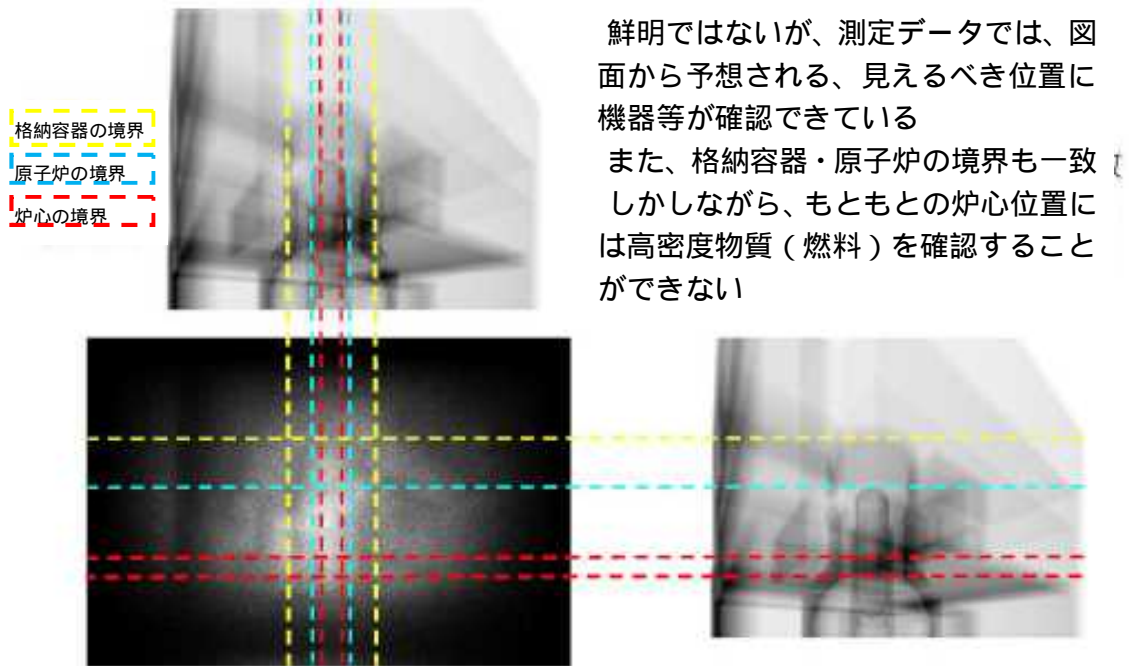 鮮明ではないが、測定データでは、図
面から予想される、見えるべき位置に
機器等が確認できている
また、格納容器・原子炉の境界も一致
しかしながら、もともとの炉心位置に
は高密度物質(燃料)を確認すること
ができない
格納容器の境界
原子炉の境界
炉心の境界